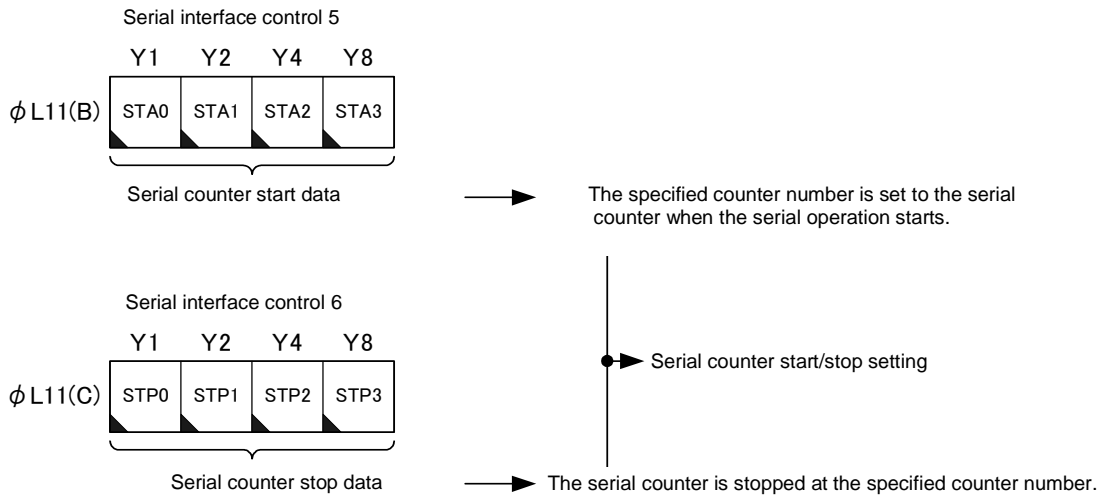 Serial interface control 5
Y1 Y2 Y4 Y8
φL11(B) STA0 STA1 STA2 STA3
Serial counter start data
The specified counter number is set to the serial
counter when the serial operation starts.
Serial interface control 6
Y1 Y2 Y4 Y8
φL11(C) STP0 STP1 STP2 STP3
Serial counter start/stop setting
Serial counter stop data
The serial counter is stopped at the specified counter number.